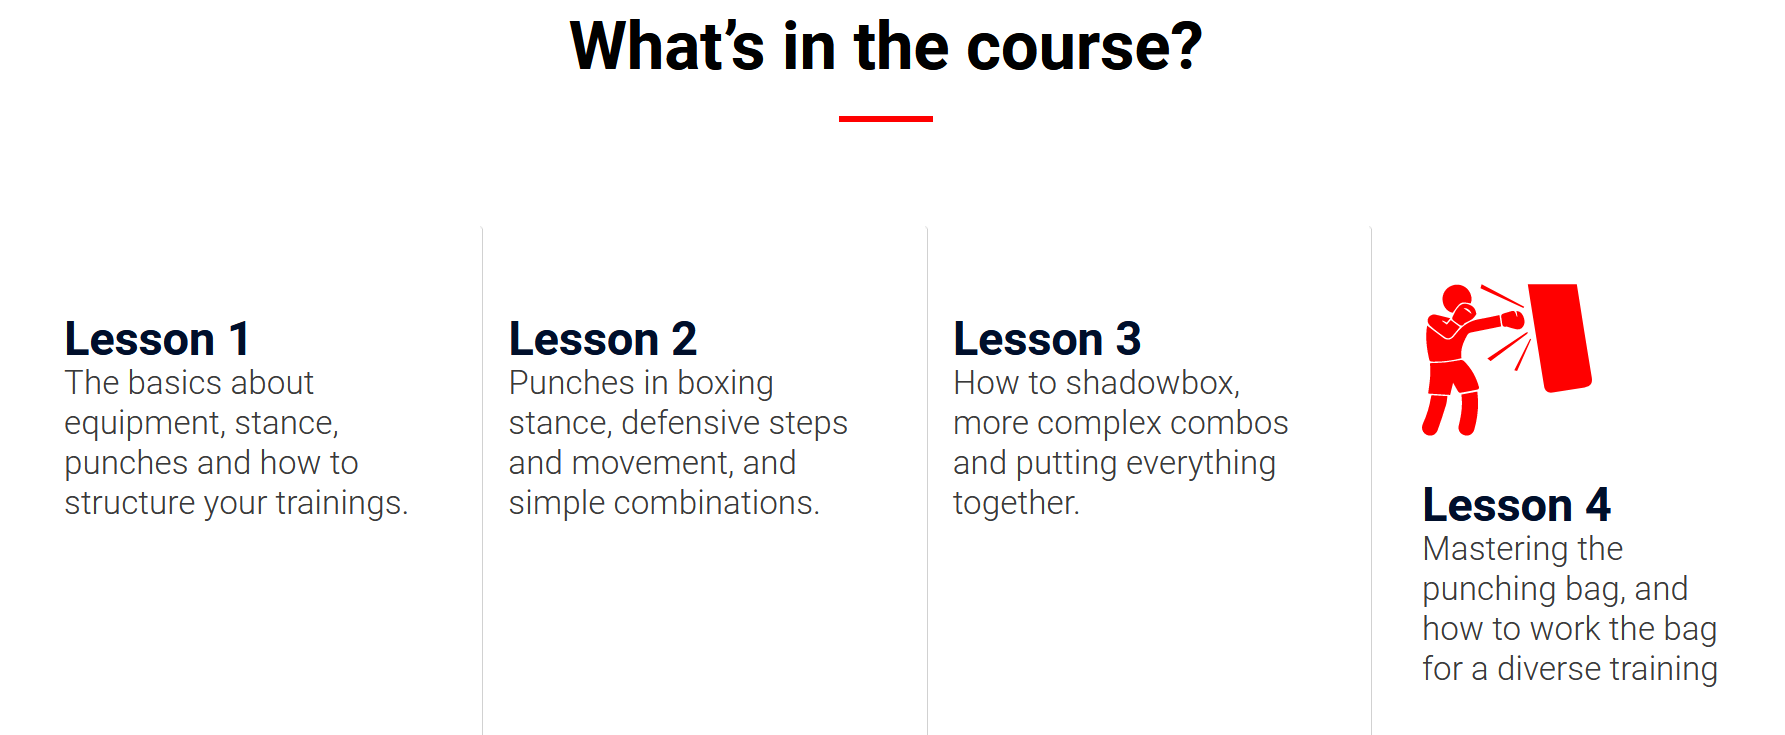 What’s in the course?
Lesson 1
The basics about
equipment, stance,
punches and how to
structure your trainings.
Lesson 2
Punches in boxing
stance, defensive steps
and movement, and
simple combinations.
Lesson 3
How to shadowbox,
more complex combos
and putting everything
together.
Lesson 4
Mastering the
punching bag, and
how to work the bag
for a diverse training